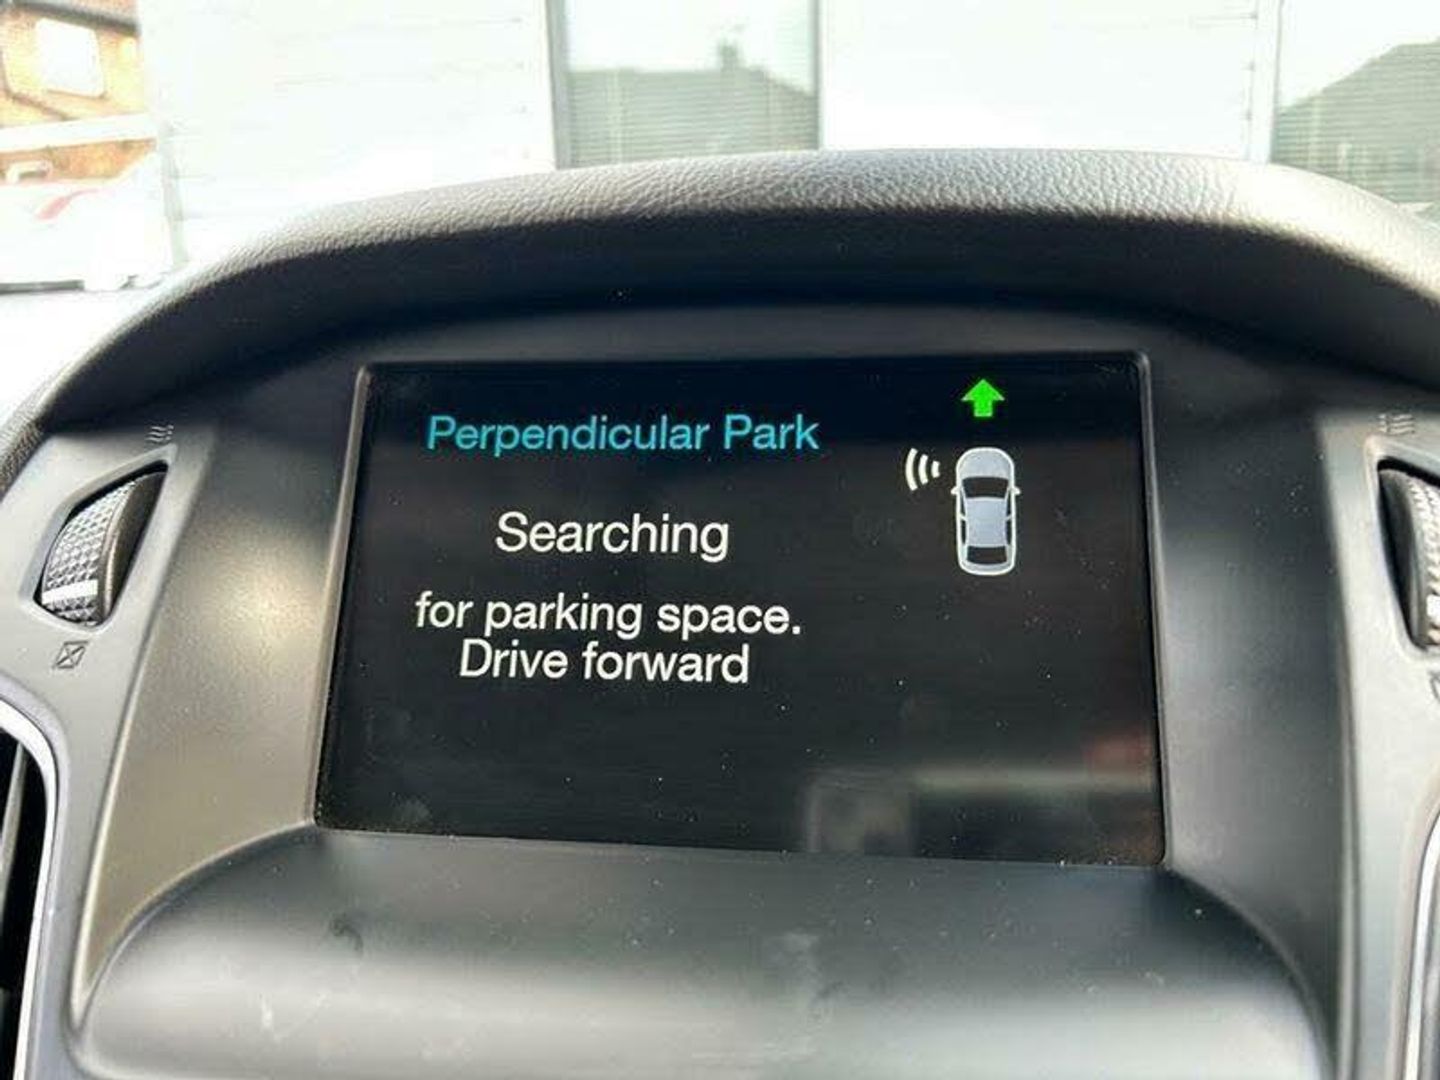 Perpendicular Park
Searching
for parking space.
Drive forward